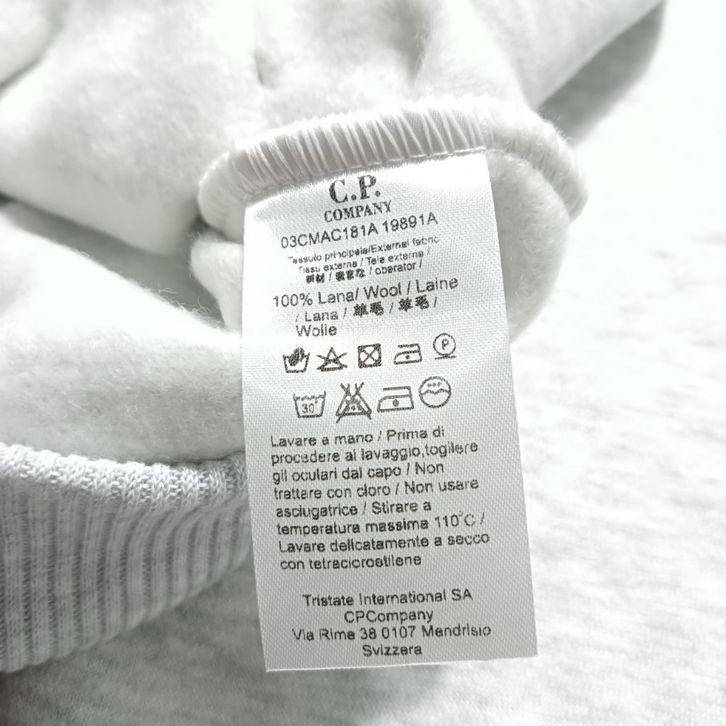 C.P.
COMPANY
03CMAC181A 19891A
Tessuto principale/External fabric
Tissu externe / Tela externa /
/ oberator /
100% Lana/ Wool / Laine
/ Lana / 羊毛 / 羊毛 /
Wolle
P
30°
Lavare a mano / Prima di
procedere al lavaggio,togliere
gli oculari dal capo / Non
trattare con cloro / Non usare
asciugatrice / Stirare a
temperatura massima 110°C /
Lavare delicatamente a secco
con tetracloroetilene
Tristate International SA
CPCompany
Via Rime 38 0107 Mendrisio
Svizzera